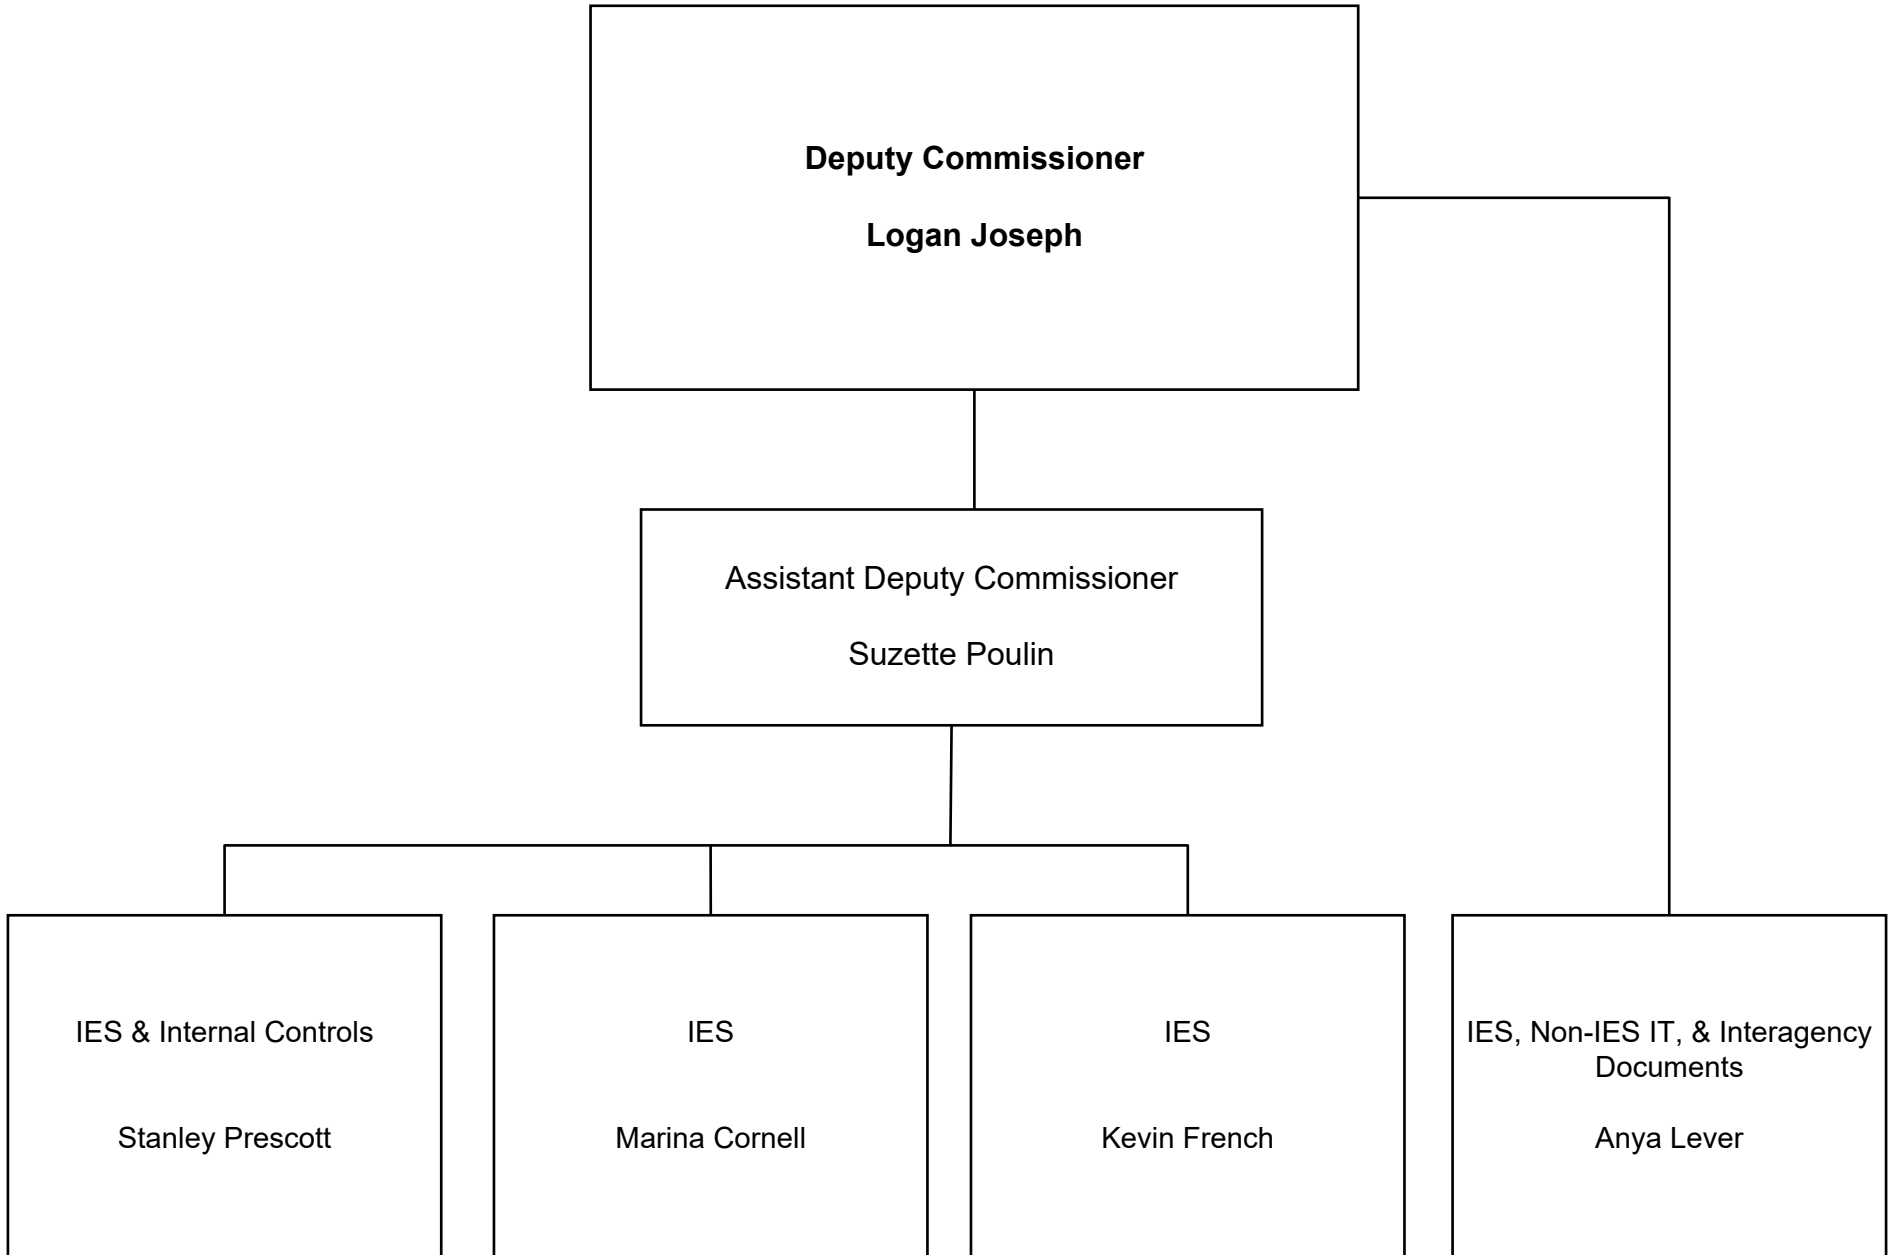 Deputy Commissioner
Logan Joseph
Assistant Deputy Commissioner
Suzette Poulin
IES & Internal Controls
Stanley Prescott
IES
Marina Cornell
IES
Kevin French
IES, Non-IES IT, & Interagency
Documents
Anya Lever